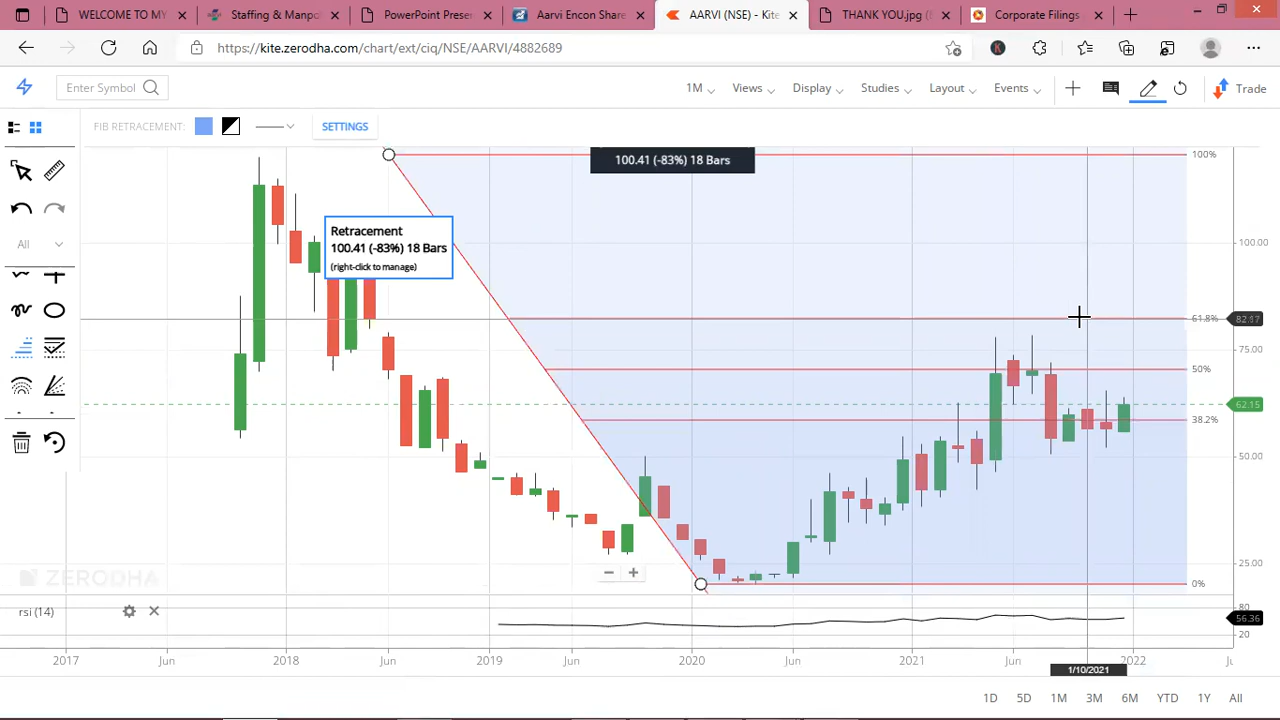 WELCOME TO MY
Staffing & Manpo
PowerPoint Prese
Aarvi Encon Share
AARVI (NSE) - Kite
THANK YOU.jpg (
Corporate Filings
https://kite.zerodha.com/chart/ext/ciq/NSE/AARVI/4882689
Enter Symbol
1M
Views
Display
Studies
Layout
Events
Trade
FIB RETRACEMENT:
SETTINGS
100.41 (-83%) 18 Bars
100%
Retracement
100.41 (-83%) 18 Bars
(right-click to manage)
All
100.00
61.8%
82.17
75.00
50%
62.15
38.2%
50.00
25.00
0%
ZERODHA
rsi (14)
80
56.36
20
2017
Jun
2018
Jun
2019
Jun
2020
Jun
2021
Jun
2022
1/10/2021
1D
5D
1M
3M
6M
YTD
1Y
All